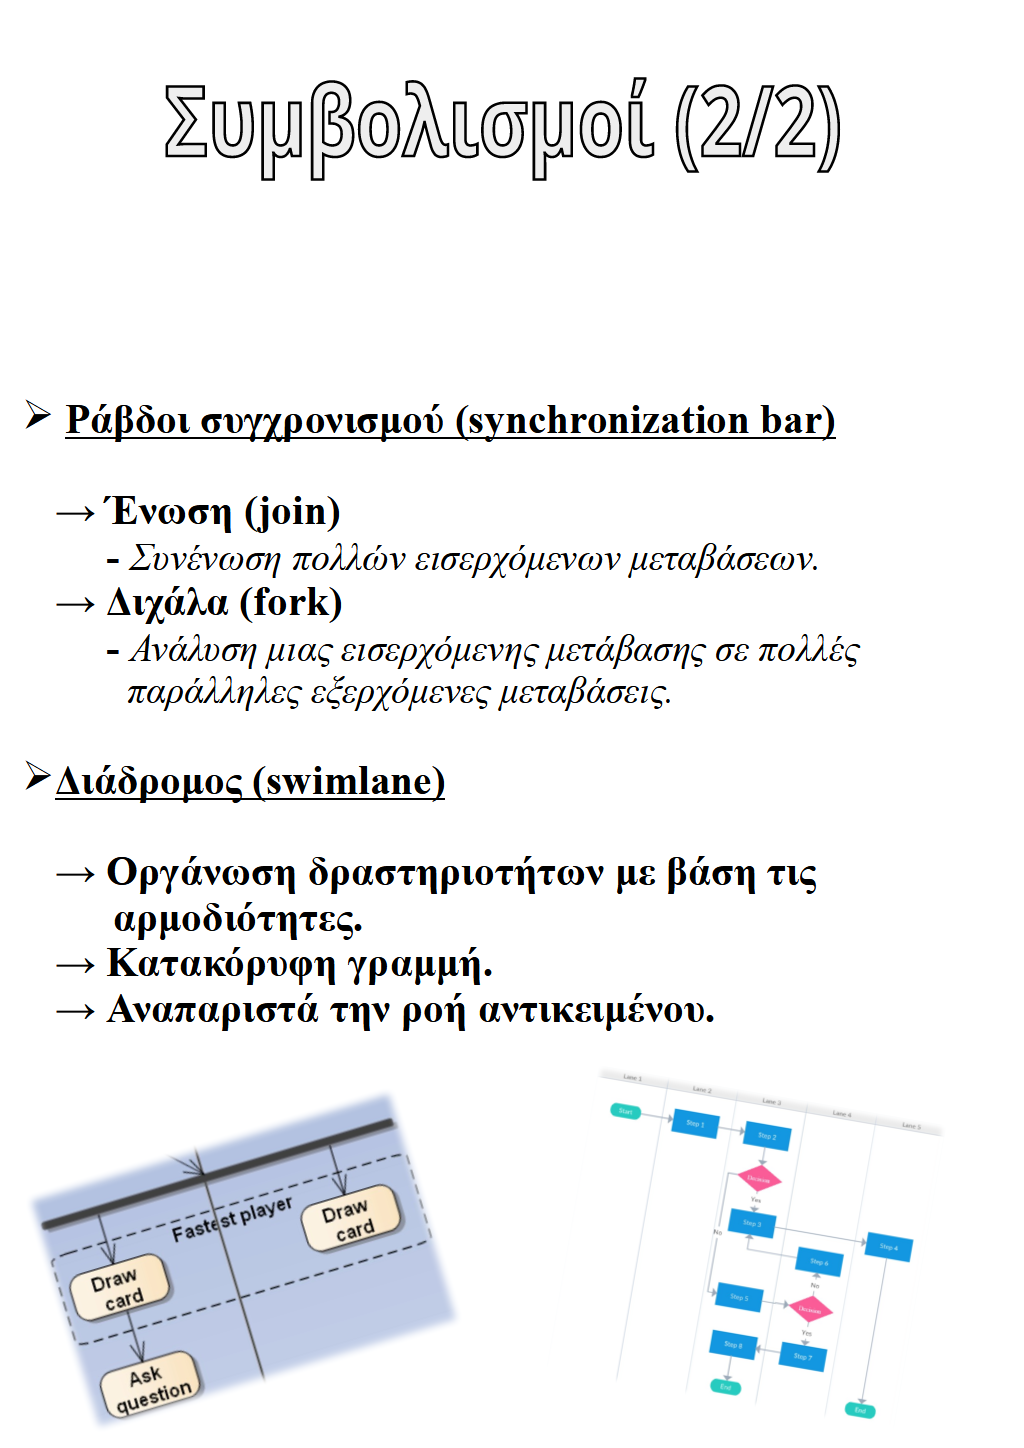 Συμβολισμοί (2/2)
➢ Ράβδοι συγχρονισμού (synchronization bar)
→ Ένωση (join)
- Συνένωση πολλών εισερχόμενων μεταβάσεων.
→ Διχάλα (fork)
- Ανάλυση μιας εισερχόμενης μετάβασης σε πολλές
παράλληλες εξερχόμενες μεταβάσεις.
➢ Διάδρομος (swimlane)
→ Οργάνωση δραστηριοτήτων με βάση τις
αρμοδιότητες.
→ Κατακόρυφη γραμμή.
→ Αναπαριστά την ροή αντικειμένου.
Fastest player
Draw
card
Draw
card
Ask
question
Lane 1
Lane 2
Lane 3
Lane 4
Lane 5
Start
Step 1
Step 2
Decision
Yes
No
Step 3
Step 4
Step 6
No
Step 5
Decision
Yes
Step 8
Step 7
End
End